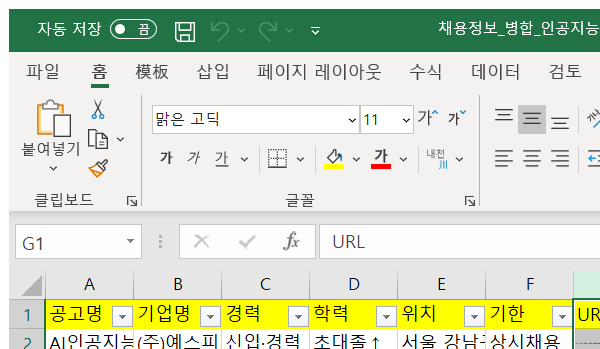 자동 저장 끔 채용정보_병합_인공지능
파일 홈 模板 삽입 페이지 레이아웃 수식 데이터 검토
붙여넣기 맑은 고딕 11 가 가
가 가 가 가 가 내천 川
클립보드 글꼴
G1 fx URL
A B C D E F
1 공고명 기업명 경력 학력 위치 기한 UR
2 AI인공지능 (주)예스피 신입·경력 초대졸↑ 서울 강남구 상시채용